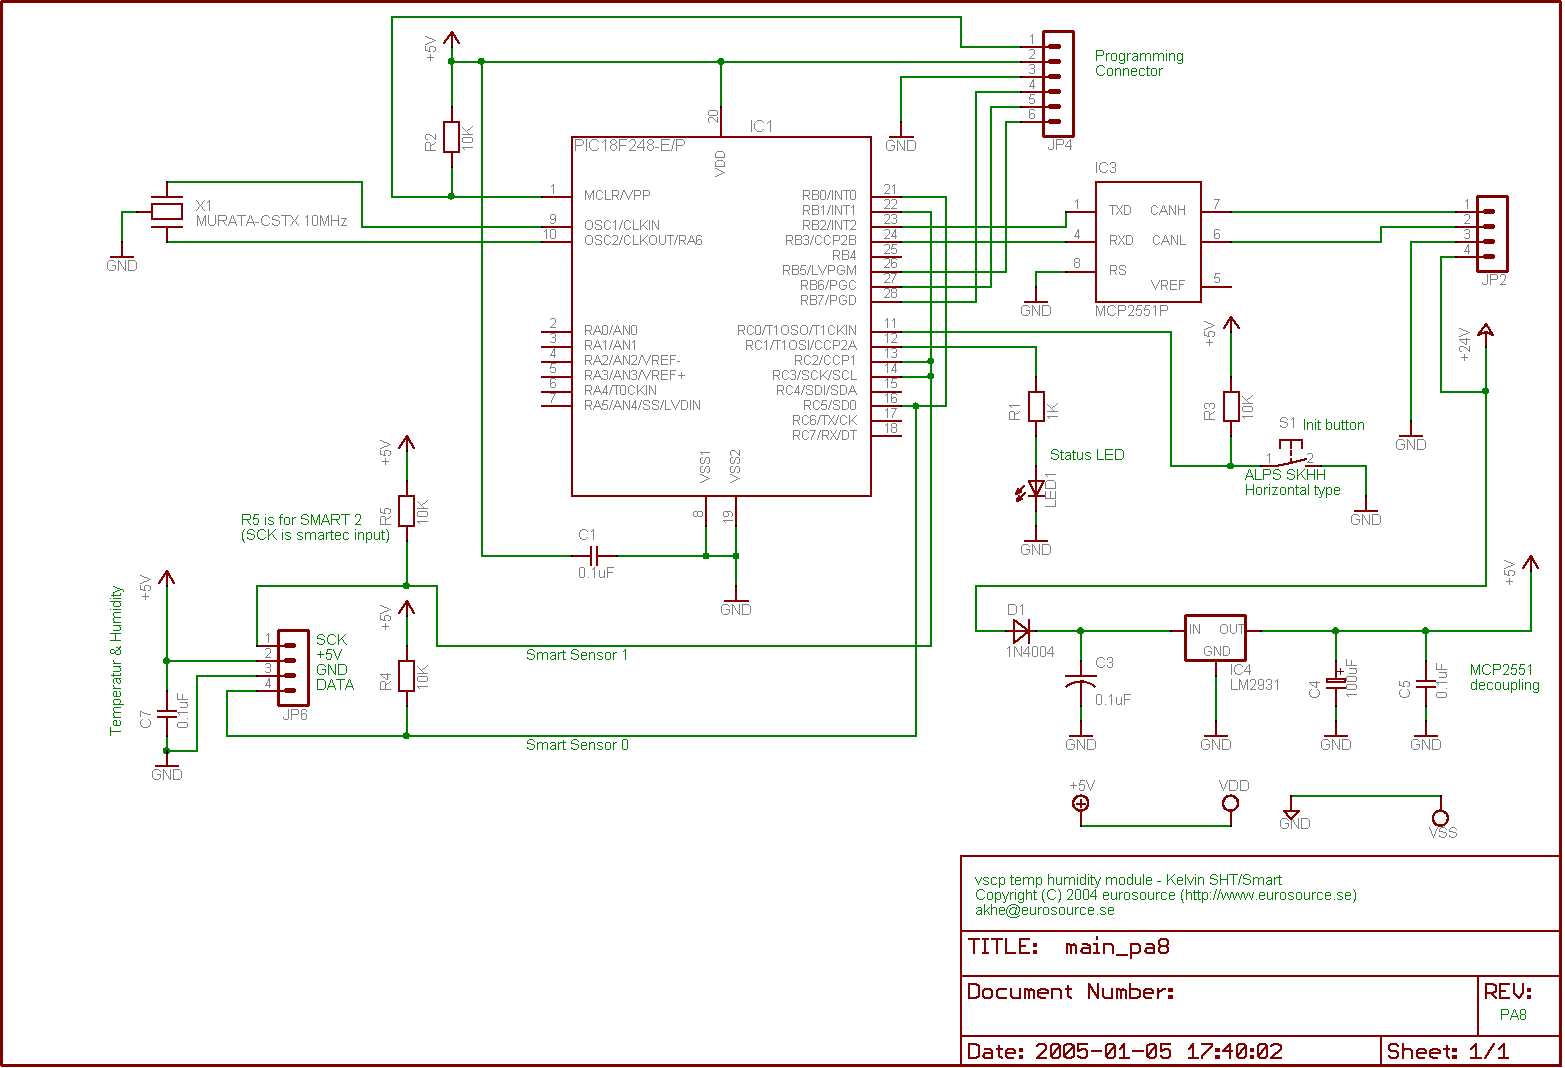 +5V
R2
10K
1
2
3
4
5
6
JP4
Programming
Connector
GND
20
IC1
PIC18F248-E/P
VDD
1
MCLR/VPP
9
OSC1/CLKIN
10
OSC2/CLKOUT/RA6
2
RA0/AN0
3
RA1/AN1
4
RA2/AN2/VREF-
5
RA3/AN3/VREF+
6
RA4/T0CKIN
7
RA5/AN4/SS/LVDIN
RB0/INT0
21
RB1/INT1
22
RB2/INT2
23
RB3/CCP2B
24
RB4
25
RB5/LVPGM
26
RB6/PGC
27
RB7/PGD
28
RC0/T1OSO/T1CKIN
11
RC1/T1OSI/CCP2A
12
RC2/CCP1
13
RC3/SCK/SCL
14
RC4/SDI/SDA
15
RC5/SD0
16
RC6/TX/CK
17
RC7/RX/DT
18
VSS1
VSS2
8
19
X1
MURATA-CSTX 10MHz
GND
C1
0.1uF
GND
IC3
1
TXD
CANH
7
4
RXD
CANL
6
8
RS
VREF
5
MCP2551P
GND
1
2
3
4
JP2
+24V
GND
+5V
R3
10K
S1
Init button
1
2
ALPS SKHH
Horizontal type
GND
R1
1K
Status LED
LED1
GND
+5V
R5
10K
R5 is for SMART 2
(SCK is smartec input)
+5V
R4
10K
Temperatur & Humidity
+5V
1
2
3
4
SCK
+5V
GND
DATA
JP6
C7
0.1uF
GND
Smart Sensor 1
Smart Sensor 0
D1
1N4004
C3
0.1uF
GND
IN
OUT
GND
IC4
LM2931
GND
C4
+
100uF
GND
C5
0.1uF
GND
+5V
MCP2551
decoupling
+5V
VDD
GND
VSS
vscp temp humidity module - Kelvin SHT/Smart
Copyright (C) 2004 eurosource (http://www.eurosource.se)
akhe@eurosource.se
TITLE: main_pa8
Document Number:
REV:
PA8
Date: 2005-01-05 17:40:02
Sheet: 1/1